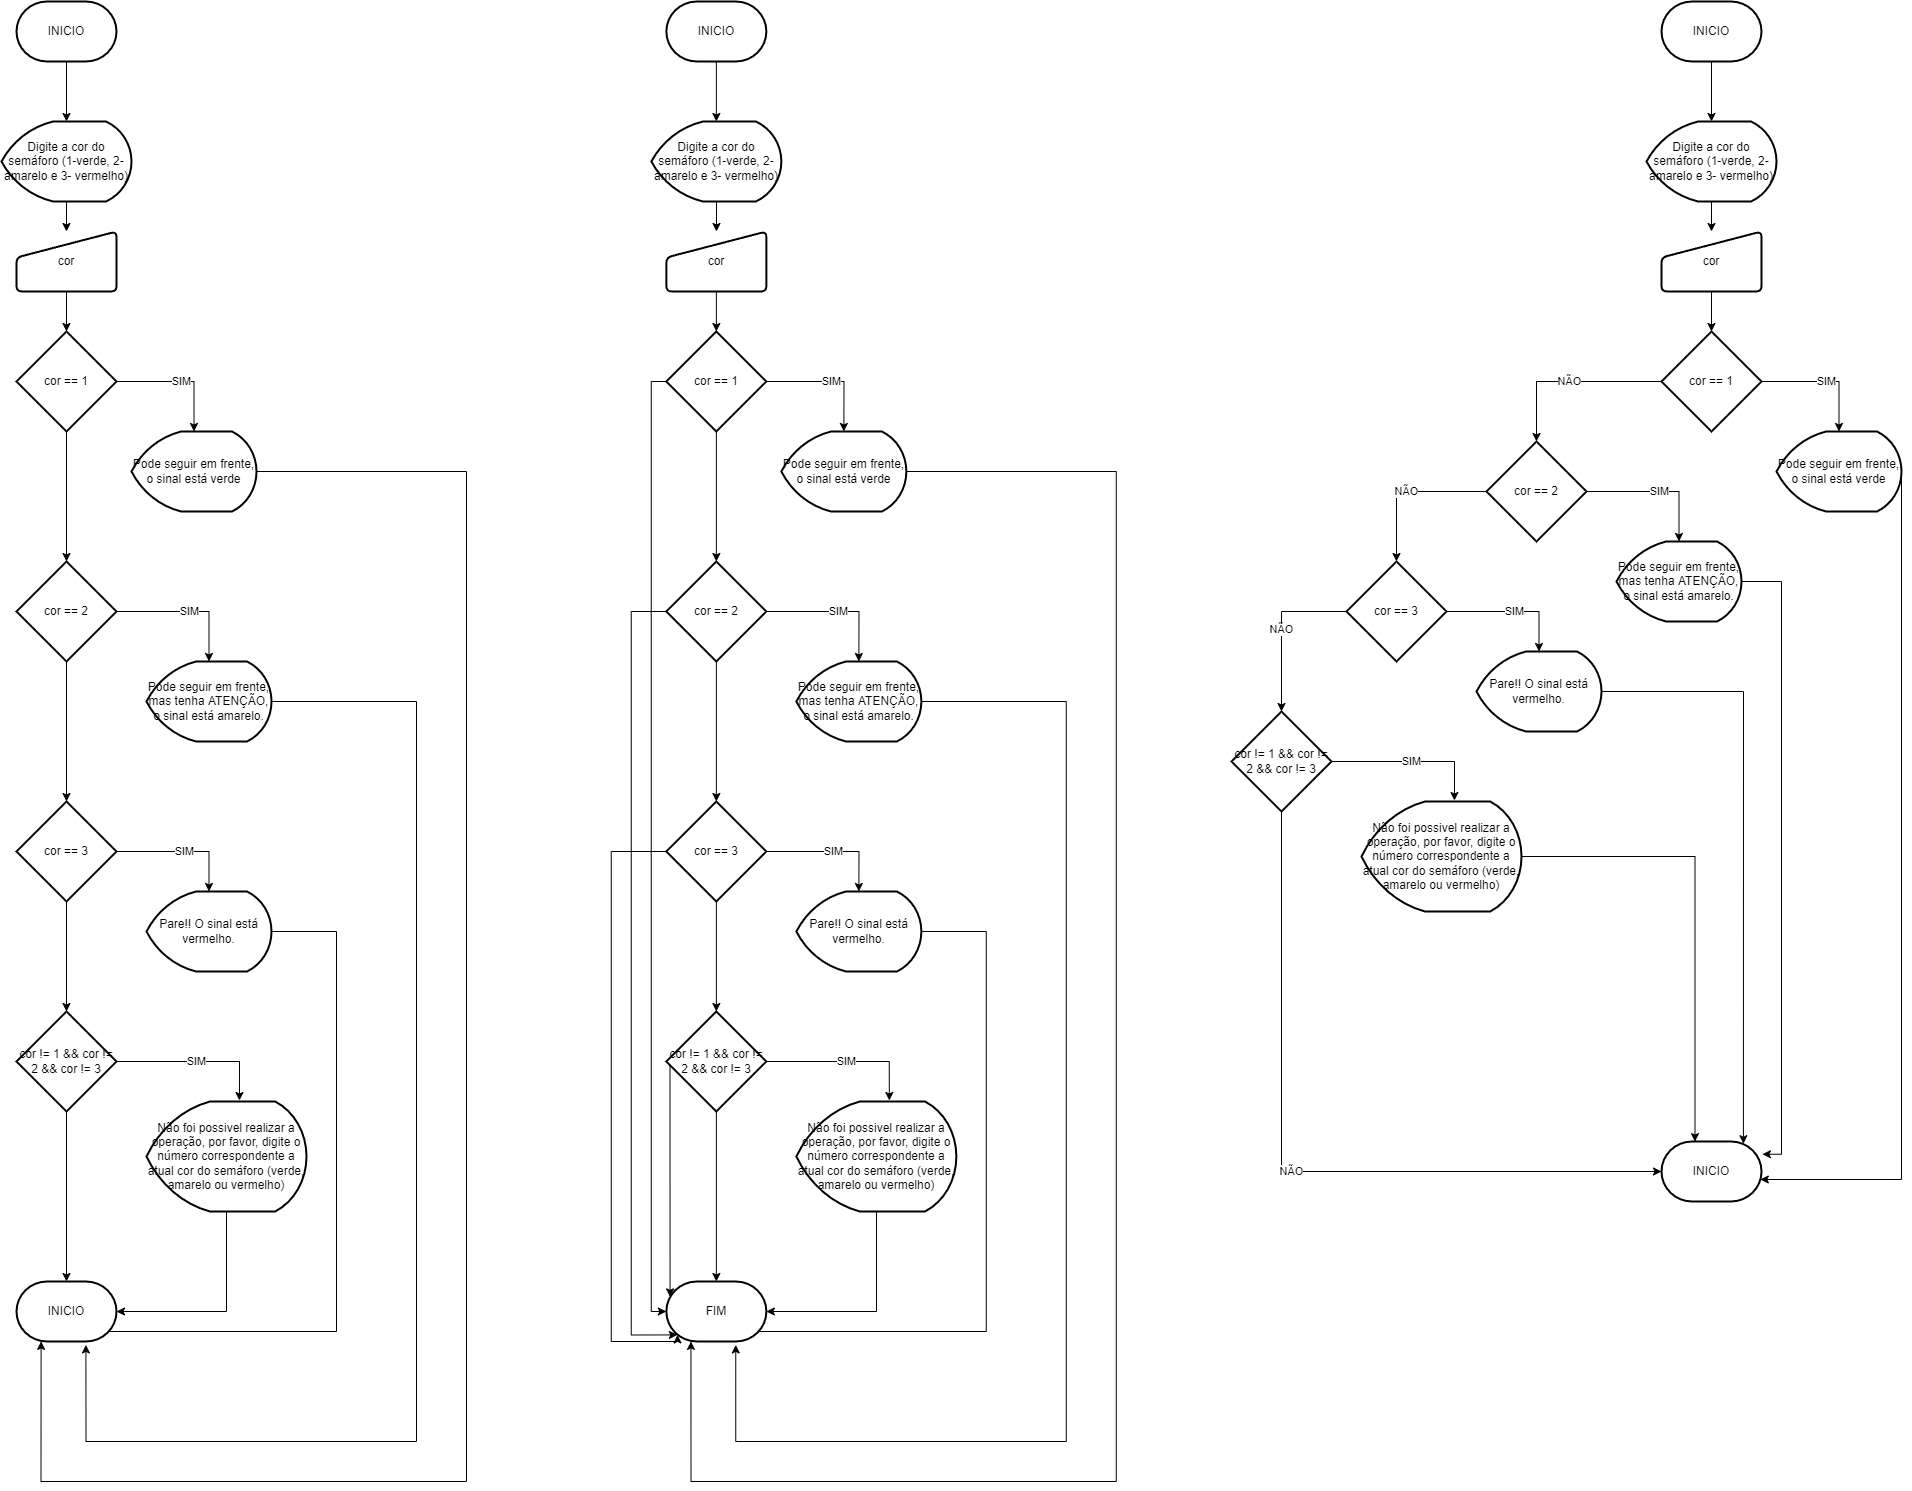 INICIO
Digite a cor do
semáforo (1-verde, 2-
amarelo e 3- vermelho)
cor
cor == 1
SIM
Pode seguir em frente,
o sinal está verde
cor == 2
SIM
Pode seguir em frente,
mas tenha ATENÇÃO,
o sinal está amarelo.
cor == 3
SIM
Pare!! O sinal está
vermelho.
cor != 1 && cor !=
2 && cor != 3
SIM
Não foi possivel realizar a
operação, por favor, digite o
número correspondente a
atual cor do semáforo (verde,
amarelo ou vermelho)
INICIO
INICIO
Digite a cor do
semáforo (1-verde, 2-
amarelo e 3- vermelho)
cor
cor == 1
SIM
Pode seguir em frente,
o sinal está verde
cor == 2
SIM
Pode seguir em frente,
mas tenha ATENÇÃO,
o sinal está amarelo.
cor == 3
SIM
Pare!! O sinal está
vermelho.
cor != 1 && cor !=
2 && cor != 3
SIM
Não foi possivel realizar a
operação, por favor, digite o
número correspondente a
atual cor do semáforo (verde,
amarelo ou vermelho)
FIM
INICIO
Digite a cor do
semáforo (1-verde, 2-
amarelo e 3- vermelho)
cor
NÃO
cor == 1
SIM
Pode seguir em frente,
o sinal está verde
NÃO
cor == 2
SIM
Pode seguir em frente,
mas tenha ATENÇÃO,
o sinal está amarelo.
NÃO
cor == 3
SIM
Pare!! O sinal está
vermelho.
cor != 1 && cor !=
2 && cor != 3
SIM
Não foi possivel realizar a
operação, por favor, digite o
número correspondente a
atual cor do semáforo (verde,
amarelo ou vermelho)
NÃO
INICIO